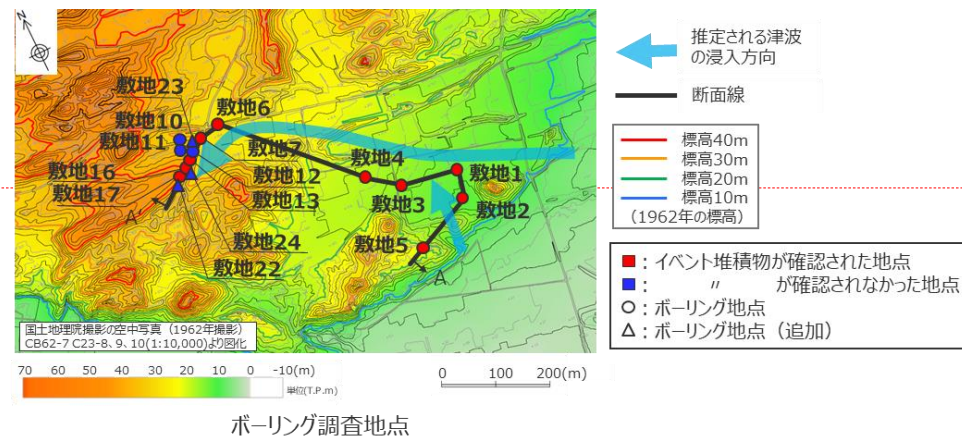 N
敷地23
敷地10
敷地6
敷地11
敷地7
敷地4
敷地1
敷地16
敷地12
敷地17
敷地3
敷地2
敷地13
A'
敷地24
敷地5
敷地22
A
国土地理院撮影の空中写真（1962年撮影）
CB62-7 C23-8、9、10(1:10,000)より図化
70 60 50 40 30 20 10 0 -10(m)
単位(T.P.m)
0 100 200(m)
ボーリング調査地点
推定される津波
の浸入方向
断面線
標高40m
標高30m
標高20m
標高10m
（1962年の標高）
■：イベント堆積物が確認された地点
■： 〃 が確認されなかった地点
○：ボーリング地点
△：ボーリング地点（追加）